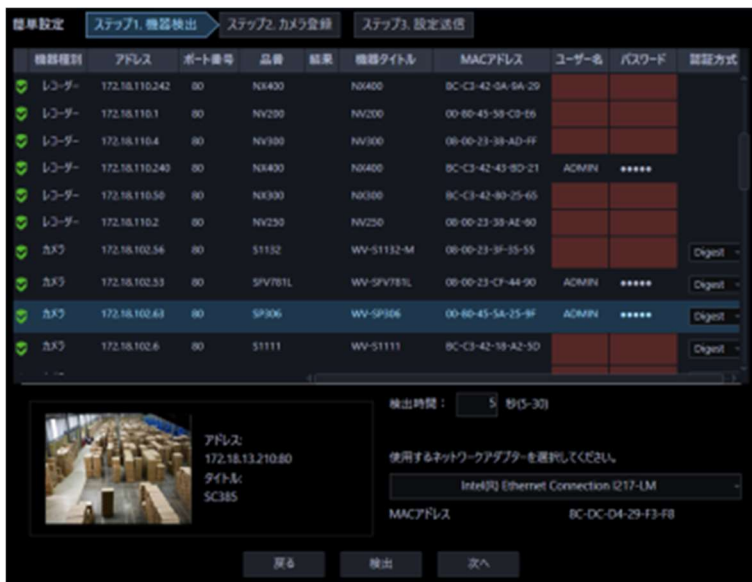 簡単設定 ステップ1. 機器検出 ステップ2. カメラ登録 ステップ3. 設定送信
機器種別 アドレス ポート番号 品番 結果 機器タイトル MACアドレス ユーザー名 パスワード 認証方式
レコーダー 172.18.110.242 80 NX400 NX400 BC-C3-42-0A-9A-29
レコーダー 172.18.110.1 80 NV200 NV200 00-80-45-58-C0-E6
レコーダー 172.18.110.4 80 NV300 NV300 08-00-23-38-AD-FF
レコーダー 172.18.110.240 80 NX400 NX400 BC-C3-42-43-BD-21 ADMIN •••••
レコーダー 172.18.110.50 80 NX300 NX300 BC-C3-42-80-25-65
レコーダー 172.18.110.2 80 NV250 NV250 08-00-23-38-AE-60
カメラ 172.18.102.56 80 S1132 WV-S1132-M 08-00-23-3F-35-55 Digest
カメラ 172.18.102.53 80 SFV781L WV-SFV781L 08-00-23-CF-44-90 ADMIN ••••• Digest
カメラ 172.18.102.63 80 SP306 WV-SP306 00-80-45-5A-25-9F ADMIN ••••• Digest
カメラ 172.18.102.6 80 S1111 WV-S1111 BC-C3-42-18-A2-5D Digest
検出時間： 5 秒(5-30)
アドレス:
172.18.13.210:80
タイトル:
SC385
使用するネットワークアダプターを選択してください。
Intel(R) Ethernet Connection I217-LM
MACアドレス 8C-DC-D4-29-F3-F8
戻る 検出 次へ